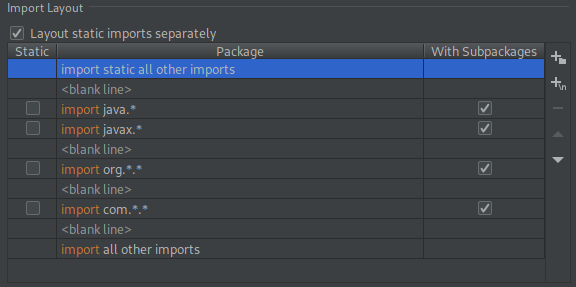 Import Layout
Layout static imports separately
Static Package With Subpackages
import static all other imports
<blank line>
import java.*
import javax.*
<blank line>
import org.*.*
<blank line>
import com.*.*
<blank line>
import all other imports
\n